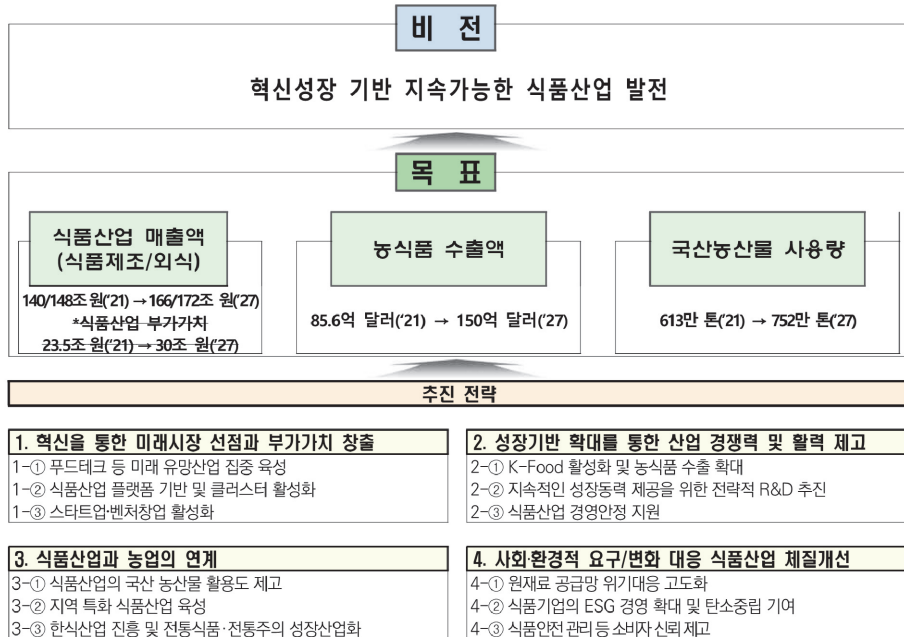 비 전
혁신성장 기반 지속가능한 식품산업 발전
목 표
식품산업 매출액
(식품제조/외식)
140/148조 원('21) → 166/172조 원('27)
*식품산업 부가가치
23.5조 원('21) → 30조 원('27)
농식품 수출액
85.6억 달러('21) → 150억 달러('27)
국산농산물 사용량
613만 톤('21) → 752만 톤('27)
추진 전략
1. 혁신을 통한 미래시장 선점과 부가가치 창출
1-① 푸드테크 등 미래 유망산업 집중 육성
1-② 식품산업 플랫폼 기반 및 클러스터 활성화
1-③ 스타트업·벤처창업 활성화
2. 성장기반 확대를 통한 산업 경쟁력 및 활력 제고
2-① K-Food 활성화 및 농식품 수출 확대
2-② 지속적인 성장동력 제공을 위한 전략적 R&D 추진
2-③ 식품산업 경영안정 지원
3. 식품산업과 농업의 연계
3-① 식품산업의 국산 농산물 활용도 제고
3-② 지역 특화 식품산업 육성
3-③ 한식산업 진흥 및 전통식품·전통주의 성장산업화
4. 사회·환경적 요구/변화 대응 식품산업 체질개선
4-① 원재료 공급망 위기대응 고도화
4-② 식품기업의 ESG 경영 확대 및 탄소중립 기여
4-③ 식품안전 관리 등 소비자 신뢰 제고